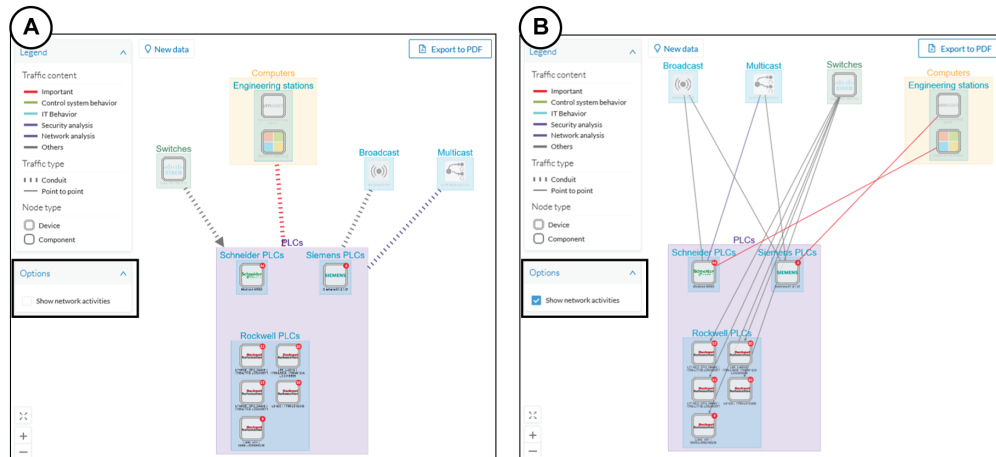 A
Legend
New data
Export to PDF
Traffic content
Important
Control system behavior
IT Behavior
Security analysis
Network analysis
Others
Traffic type
Conduit
Point to point
Node type
Device
Component
Options
Show network activities
Computers
Engineering stations
Switches
Broadcast
Multicast
PLCs
Schneider PLCs
Siemens PLCs
SIEMENS
Rockwell PLCs
B
Legend
New data
Export to PDF
Traffic content
Important
Control system behavior
IT Behavior
Security analysis
Network analysis
Others
Traffic type
Conduit
Point to point
Node type
Device
Component
Options
Show network activities
Broadcast
Multicast
Switches
Computers
Engineering stations
PLCs
Schneider PLCs
Siemens PLCs
SIEMENS
Rockwell PLCs